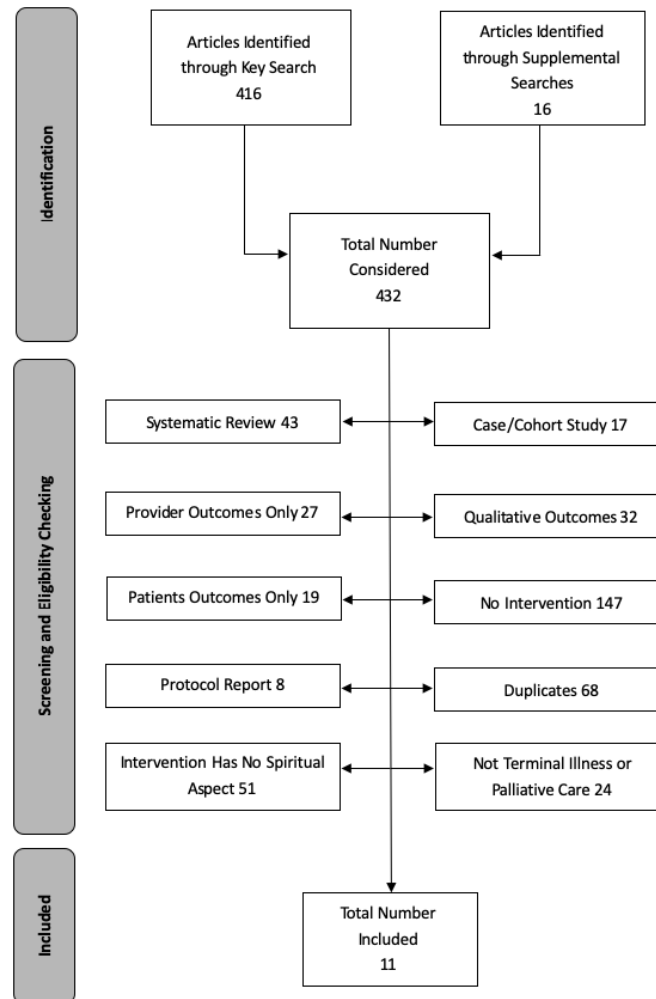 Identification
Articles Identified
through Key Search
416
Articles Identified
through Supplemental
Searches
16
Total Number
Considered
432
Screening and Eligibility Checking
Systematic Review 43
Case/Cohort Study 17
Provider Outcomes Only 27
Qualitative Outcomes 32
Patients Outcomes Only 19
No Intervention 147
Protocol Report 8
Duplicates 68
Intervention Has No Spiritual
Aspect 51
Not Terminal Illness or
Palliative Care 24
Included
Total Number
Included
11